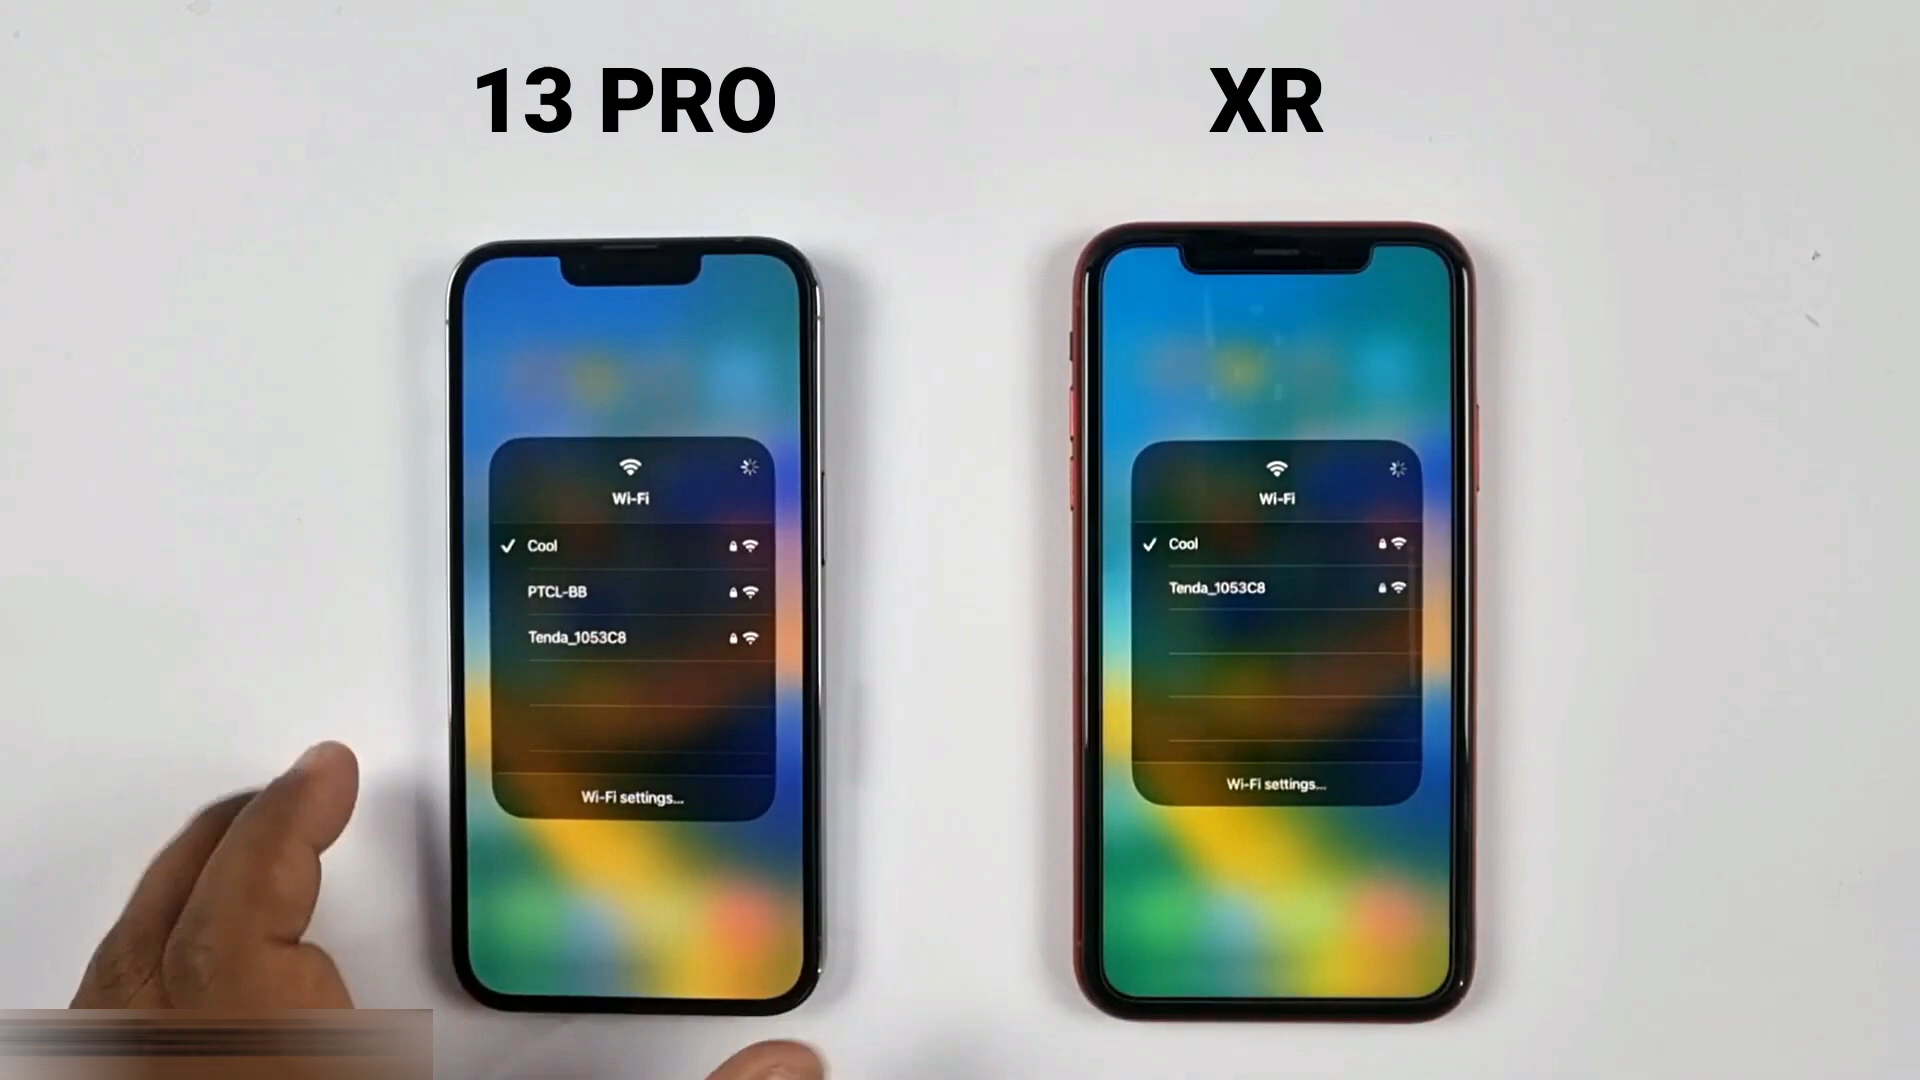 13 PRO
XR
Wi-Fi
Cool
PTCL-BB
Tenda_1053C8
Wi-Fi settings...
Wi-Fi
Cool
Tenda_1053C8
Wi-Fi settings...